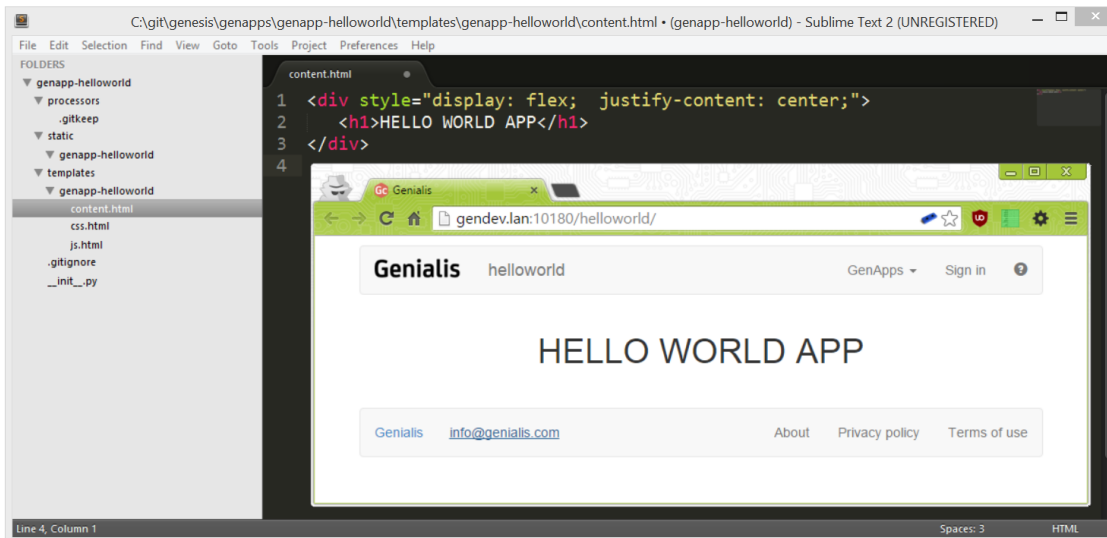 C:\git\genesis\genapps\genapp-helloworld\templates\genapp-helloworld\content.html • (genapp-helloworld) - Sublime Text 2 (UNREGISTERED)
File Edit Selection Find View Goto Tools Project Preferences Help
FOLDERS
genapp-helloworld
processors
.gitkeep
static
genapp-helloworld
templates
genapp-helloworld
content.html
css.html
js.html
.gitignore
__init__.py
content.html
1 <div style="display: flex;  justify-content: center;">
2    <h1>HELLO WORLD APP</h1>
3 </div>
4
Gc Genialis
gendev.lan:10180/helloworld/
Genialis helloworld GenApps Sign in
HELLO WORLD APP
Genialis info@genialis.com About Privacy policy Terms of use
Line 4, Column 1 Spaces: 3 HTML